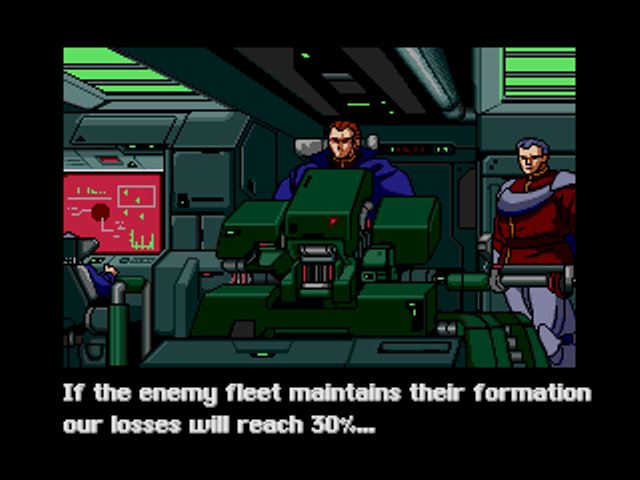 If the enemy fleet maintains their formation
our losses will reach 30%...